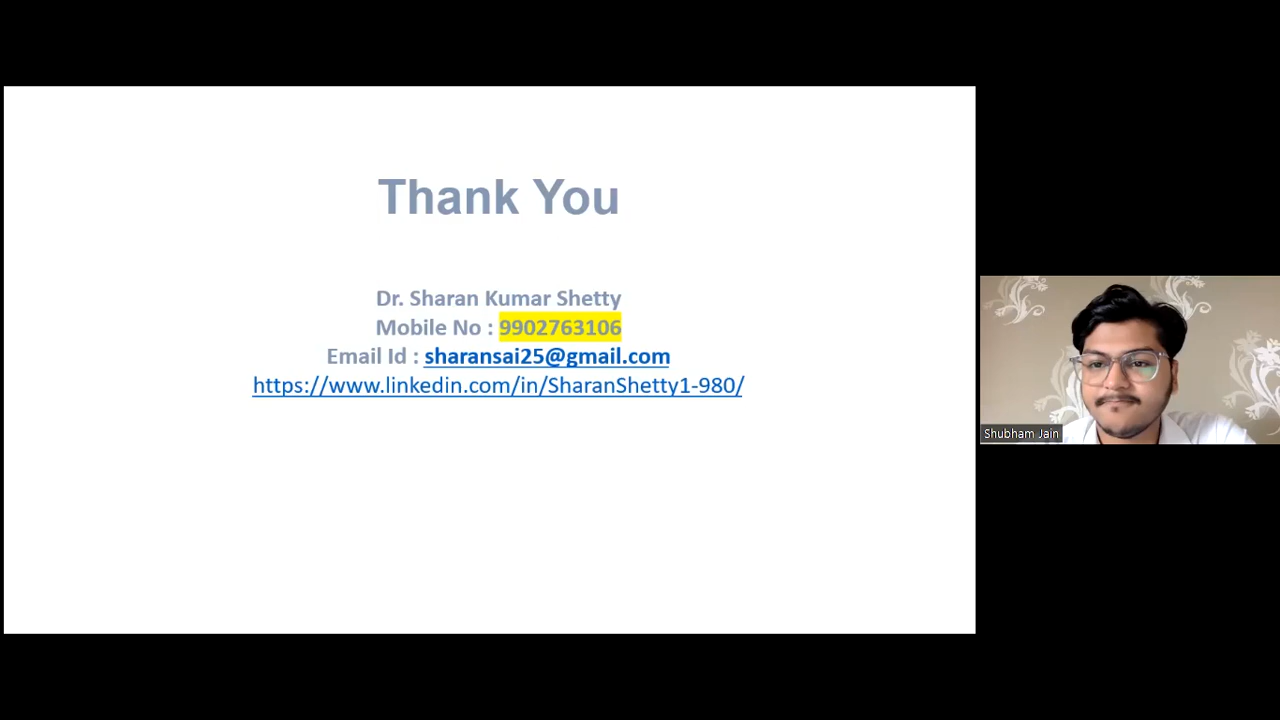 Thank You
Dr. Sharan Kumar Shetty
Mobile No : 9902763106
Email Id : sharansai25@gmail.com
https://www.linkedin.com/in/SharanShetty1-980/
Shubham Jain